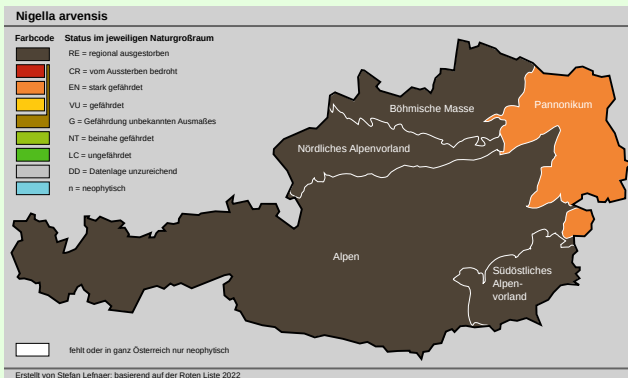 Nigella arvensis
Farbcode Status im jeweiligen Naturgroßraum
RE = regional ausgestorben
CR = vom Aussterben bedroht
EN = stark gefährdet
VU = gefährdet
G = Gefährdung unbekannten Ausmaßes
NT = beinahe gefährdet
LC = ungefährdet
DD = Datenlage unzureichend
n = neophytisch
Böhmische Masse
Pannonikum
Nördliches Alpenvorland
Alpen
Südöstliches
Alpen-
vorland
fehlt oder in ganz Österreich nur neophytisch
Erstellt von Stefan Lefnaer; basierend auf der Roten Liste 2022